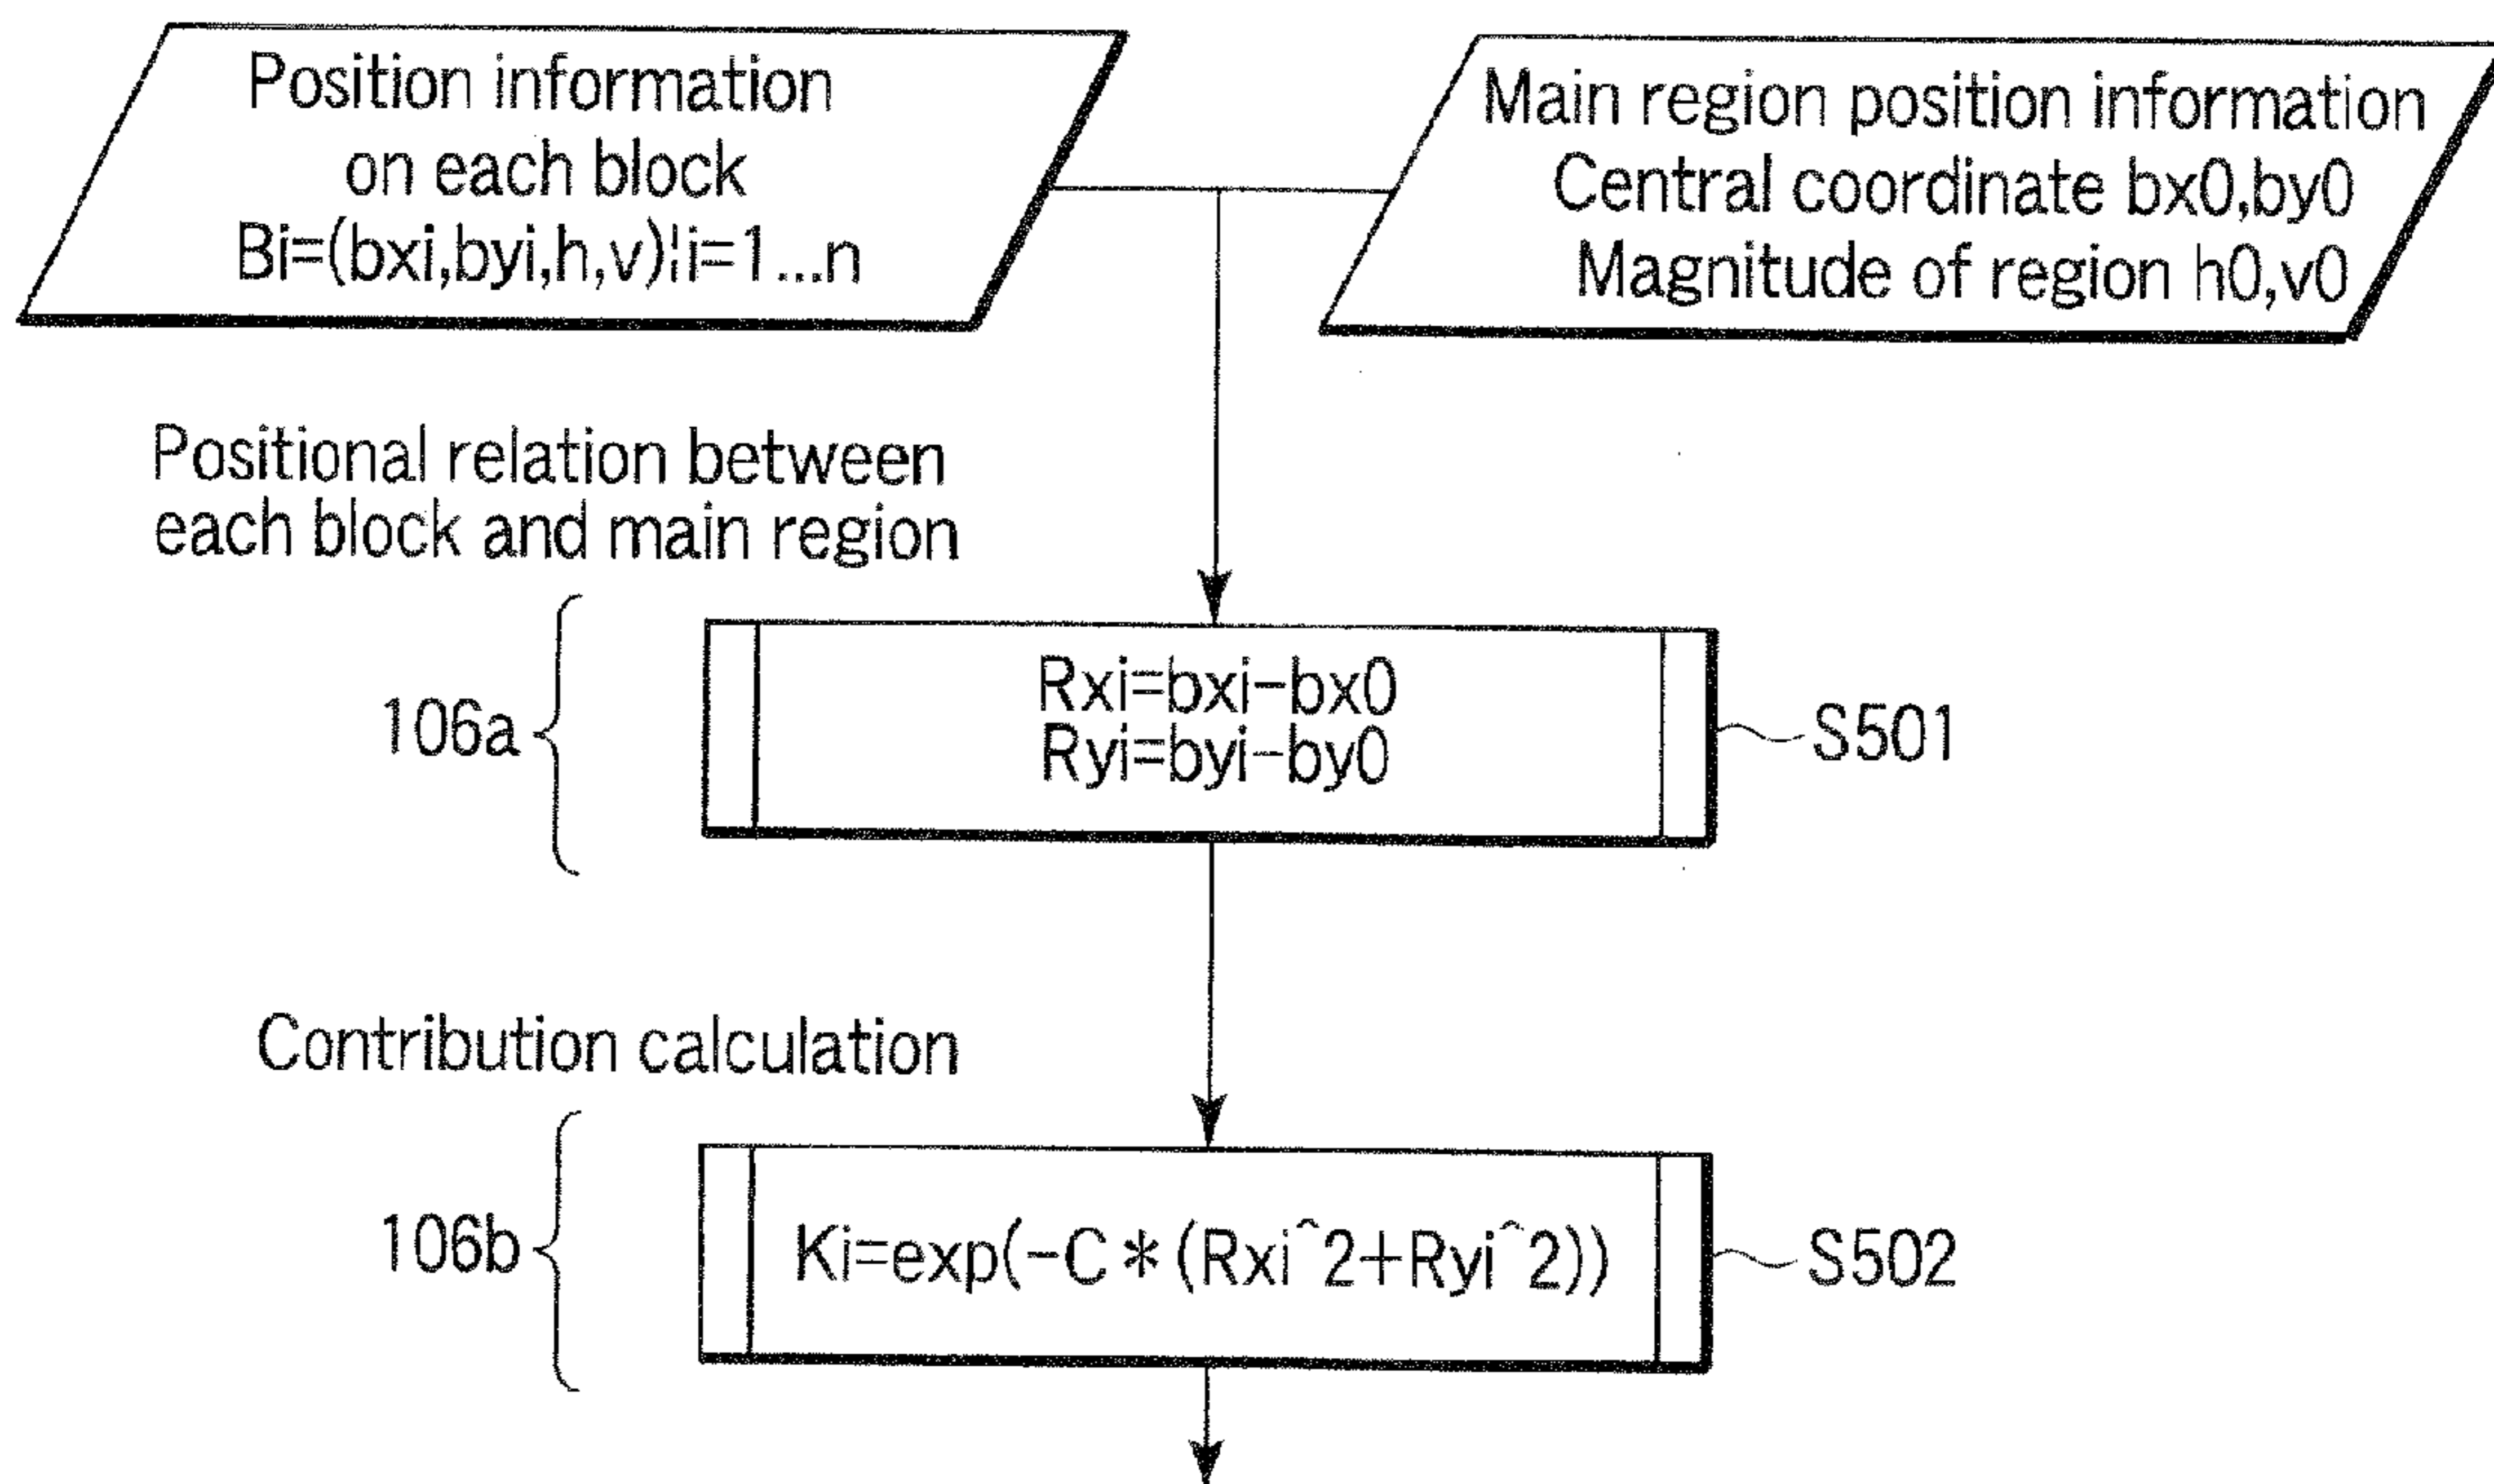 Position information
on each block
Bi=(bxi,byi,h,v)¦i=1...n
Main region position information
Central coordinate bx0,by0
Magnitude of region h0,v0
Positional relation between
each block and main region
106a
Rxi=bxi-bx0
Ryi=byi-by0
S501
Contribution calculation
106b
Ki=exp(-C*(Rxi^2+Ryi^2))
S502